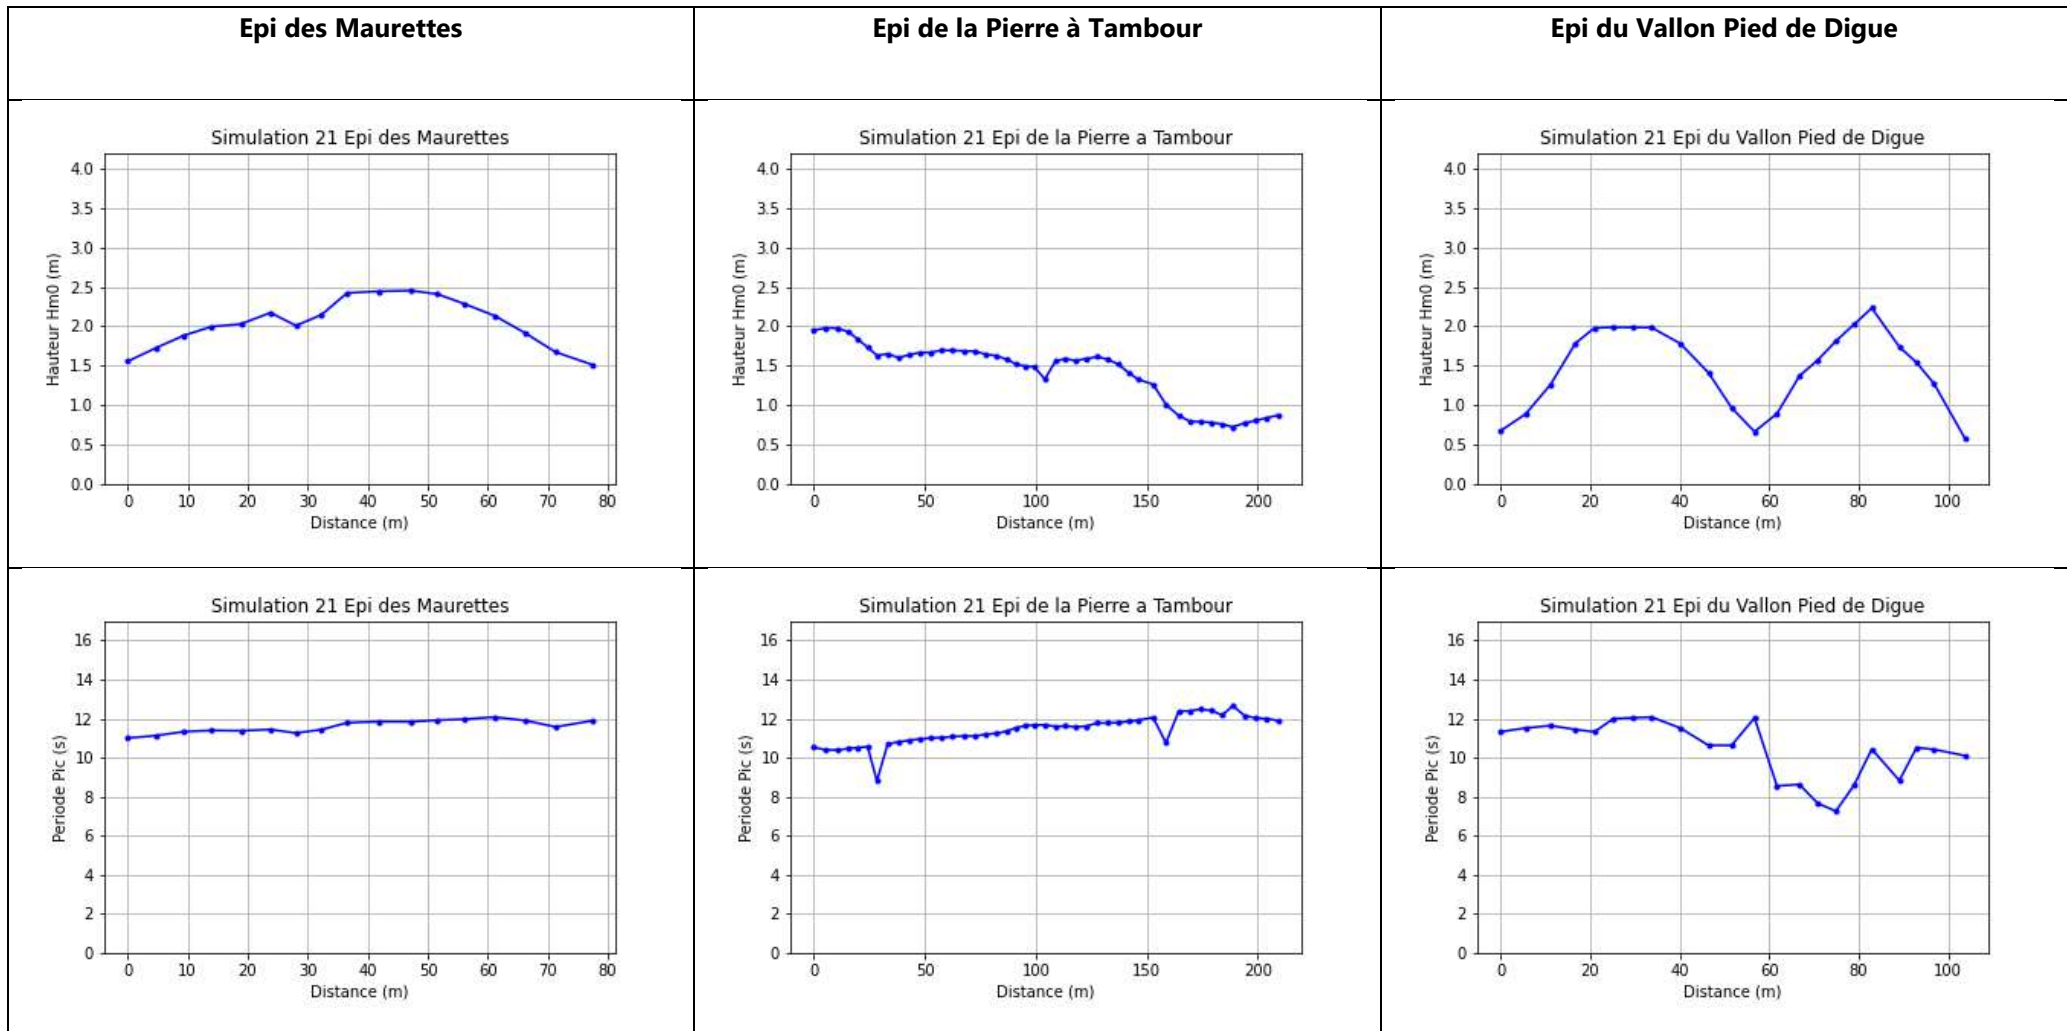 Epi des Maurettes
Epi de la Pierre à Tambour
Epi du Vallon Pied de Digue
Simulation 21 Epi des Maurettes
Hauteur Hm0 (m)
4.0
3.5
3.0
2.5
2.0
1.5
1.0
0.5
0.0
0 10 20 30 40 50 60 70 80
Distance (m)
Simulation 21 Epi de la Pierre a Tambour
Hauteur Hm0 (m)
4.0
3.5
3.0
2.5
2.0
1.5
1.0
0.5
0.0
0 50 100 150 200
Distance (m)
Simulation 21 Epi du Vallon Pied de Digue
Hauteur Hm0 (m)
4.0
3.5
3.0
2.5
2.0
1.5
1.0
0.5
0.0
0 20 40 60 80 100
Distance (m)
Simulation 21 Epi des Maurettes
Periode Pic (s)
16
14
12
10
8
6
4
2
0
0 10 20 30 40 50 60 70 80
Distance (m)
Simulation 21 Epi de la Pierre a Tambour
Periode Pic (s)
16
14
12
10
8
6
4
2
0
0 50 100 150 200
Distance (m)
Simulation 21 Epi du Vallon Pied de Digue
Periode Pic (s)
16
14
12
10
8
6
4
2
0
0 20 40 60 80 100
Distance (m)